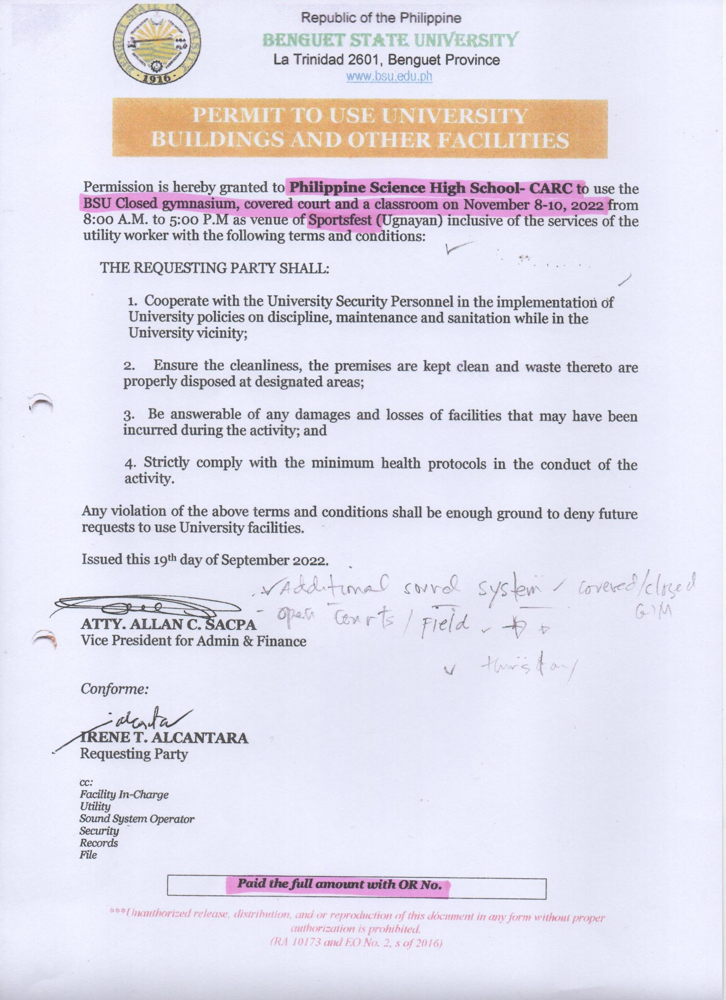 BENGUET STATE UNIVERSITY
· 1916 ·
Republic of the Philippine
BENGUET STATE UNIVERSITY
La Trinidad 2601, Benguet Province
www.bsu.edu.ph
PERMIT TO USE UNIVERSITY
BUILDINGS AND OTHER FACILITIES
Permission is hereby granted to Philippine Science High School- CARC to use the
BSU Closed gymnasium, covered court and a classroom on November 8-10, 2022 from
8:00 A.M. to 5:00 P.M as venue of Sportsfest (Ugnayan) inclusive of the services of the
utility worker with the following terms and conditions:
THE REQUESTING PARTY SHALL:
1. Cooperate with the University Security Personnel in the implementation of
University policies on discipline, maintenance and sanitation while in the
University vicinity;
2. Ensure the cleanliness, the premises are kept clean and waste thereto are
properly disposed at designated areas;
3. Be answerable of any damages and losses of facilities that may have been
incurred during the activity; and
4. Strictly comply with the minimum health protocols in the conduct of the
activity.
Any violation of the above terms and conditions shall be enough ground to deny future
requests to use University facilities.
Issued this 19th day of September 2022.
✓ Additional sound system ✓ covered/closed
GYM
- open courts / Field ✓
✓ thursday
ATTY. ALLAN C. SACPA
Vice President for Admin & Finance
Conforme:
IRENE T. ALCANTARA
Requesting Party
cc:
Facility In-Charge
Utility
Sound System Operator
Security
Records
File
Paid the full amount with OR No.
***Unauthorized release, distribution, and/or reproduction of this document in any form without proper
authorization is prohibited.
(RA 10173 and EO No. 2, s of 2016)